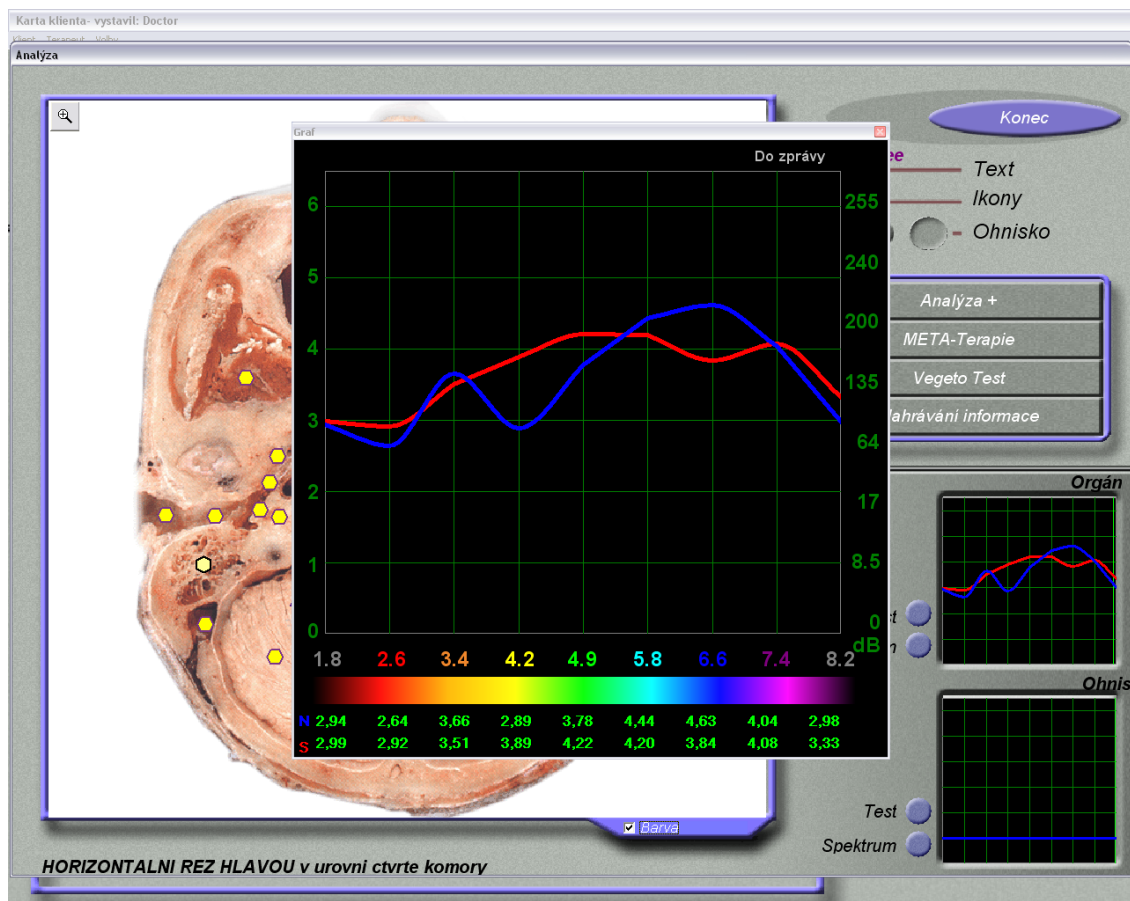 Karta klienta- vystavil: Doctor
Klient Terapeut Volby
Analýza
Graf
Do zprávy
6
5
4
3
2
1
0
255
240
200
135
64
17
8.5
0
dB
1.8 2.6 3.4 4.2 4.9 5.8 6.6 7.4 8.2
N 2,94 2,64 3,66 2,89 3,78 4,44 4,63 4,04 2,98
S 2,99 2,92 3,51 3,89 4,22 4,20 3,84 4,08 3,33
Konec
Text
Ikony
Ohnisko
Analýza +
META-Terapie
Vegeto Test
informace
Orgán
Test
Spektrum
Barva
HORIZONTALNI REZ HLAVOU v urovni ctvrte komory